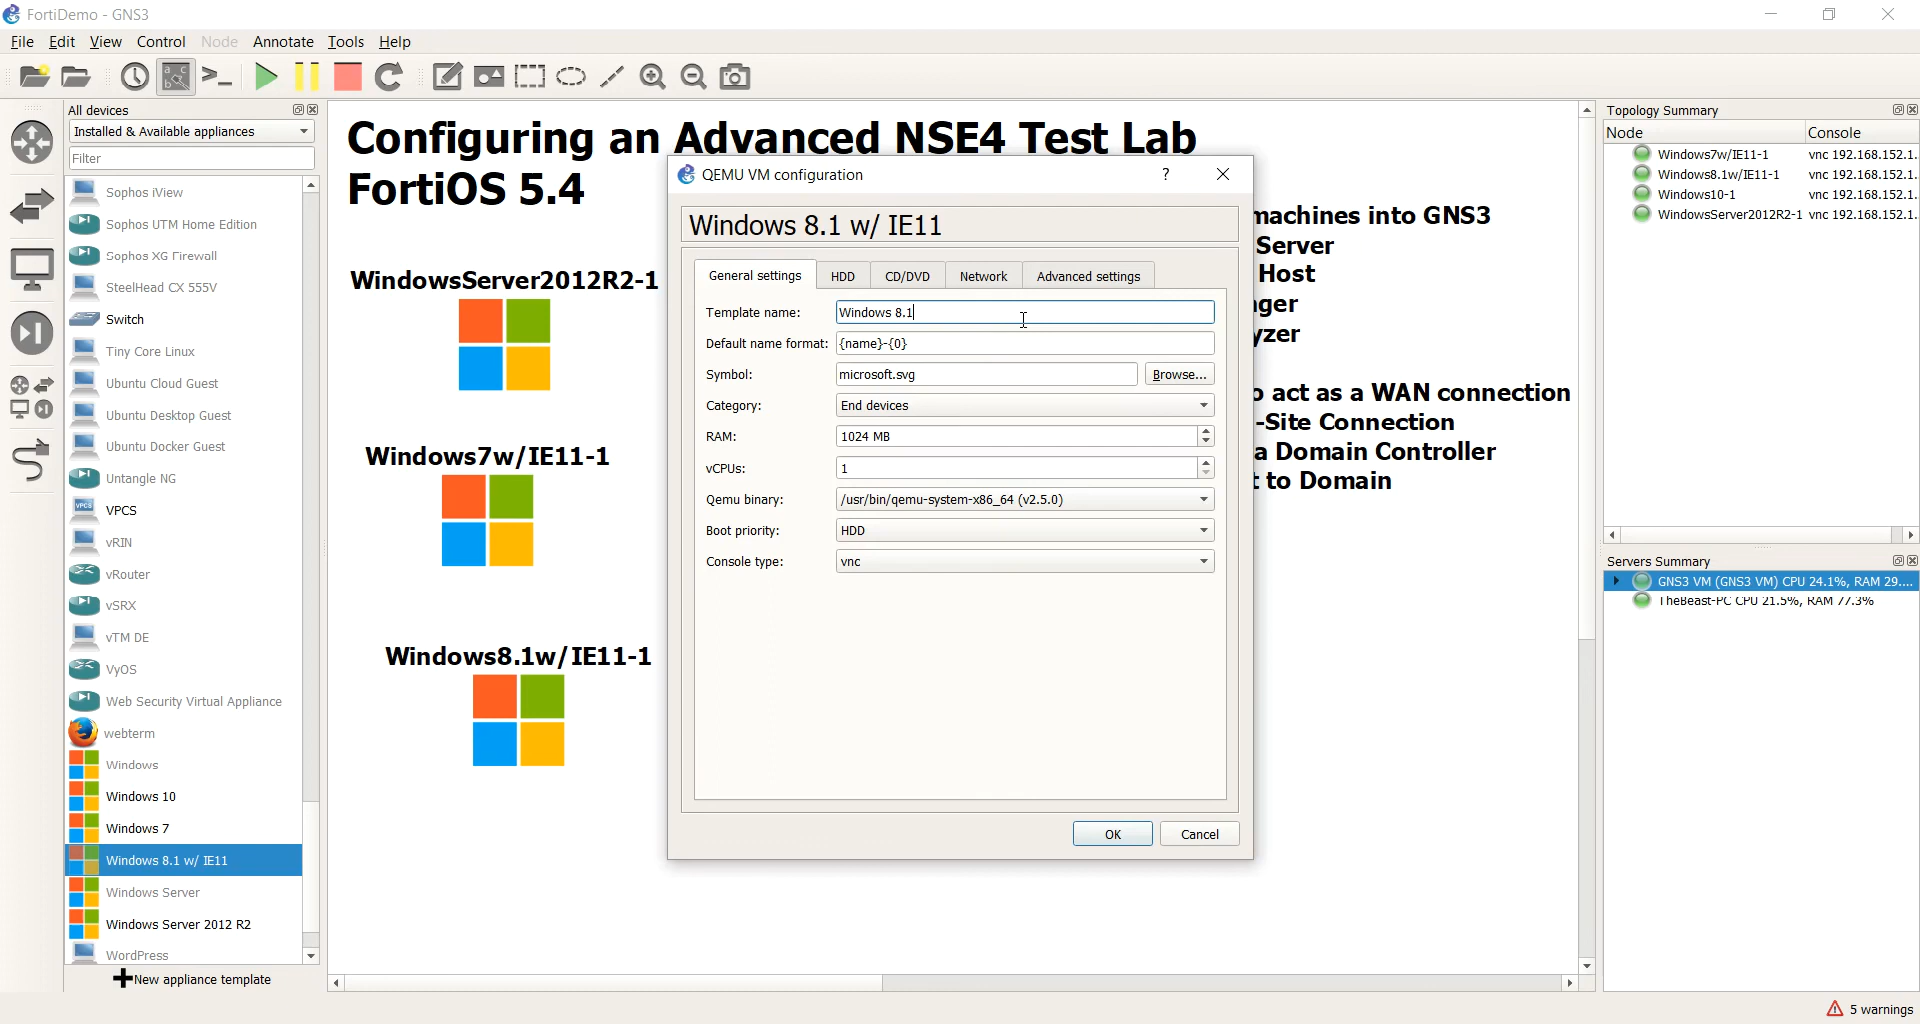 FortiDemo - GNS3
File Edit View Control Node Annotate Tools Help
All devices
Installed & Available appliances
Filter
Sophos iView
Sophos UTM Home Edition
Sophos XG Firewall
SteelHead CX 555V
Switch
Tiny Core Linux
Ubuntu Cloud Guest
Ubuntu Desktop Guest
Ubuntu Docker Guest
Untangle NG
VPCS
vRIN
vRouter
vSRX
vTM DE
VyOS
Web Security Virtual Appliance
webterm
Windows
Windows 10
Windows 7
Windows 8.1 w/ IE11
Windows Server
Windows Server 2012 R2
WordPress
New appliance template
Configuring an Advanced NSE4 Test Lab
FortiOS 5.4
WindowsServer2012R2-1
Windows7w/IE11-1
Windows8.1w/IE11-1
machines into GNS3
Server
Host
ger
yzer
o act as a WAN connection
-Site Connection
a Domain Controller
t to Domain
QEMU VM configuration
?
Windows 8.1 w/ IE11
General settings HDD CD/DVD Network Advanced settings
Template name: Windows 8.1
Default name format: {name}-{0}
Symbol: microsoft.svg Browse...
Category: End devices
RAM: 1024 MB
vCPUs: 1
Qemu binary: /usr/bin/qemu-system-x86_64 (v2.5.0)
Boot priority: HDD
Console type: vnc
OK Cancel
Topology Summary
Node Console
Windows7w/IE11-1 vnc 192.168.152.1.
Windows8.1w/IE11-1 vnc 192.168.152.1.
Windows10-1 vnc 192.168.152.1.
WindowsServer2012R2-1 vnc 192.168.152.1.
Servers Summary
GNS3 VM (GNS3 VM) CPU 24.1%, RAM 29....
TheBeast-PC CPU 21.5%, RAM 77.3%
5 warnings